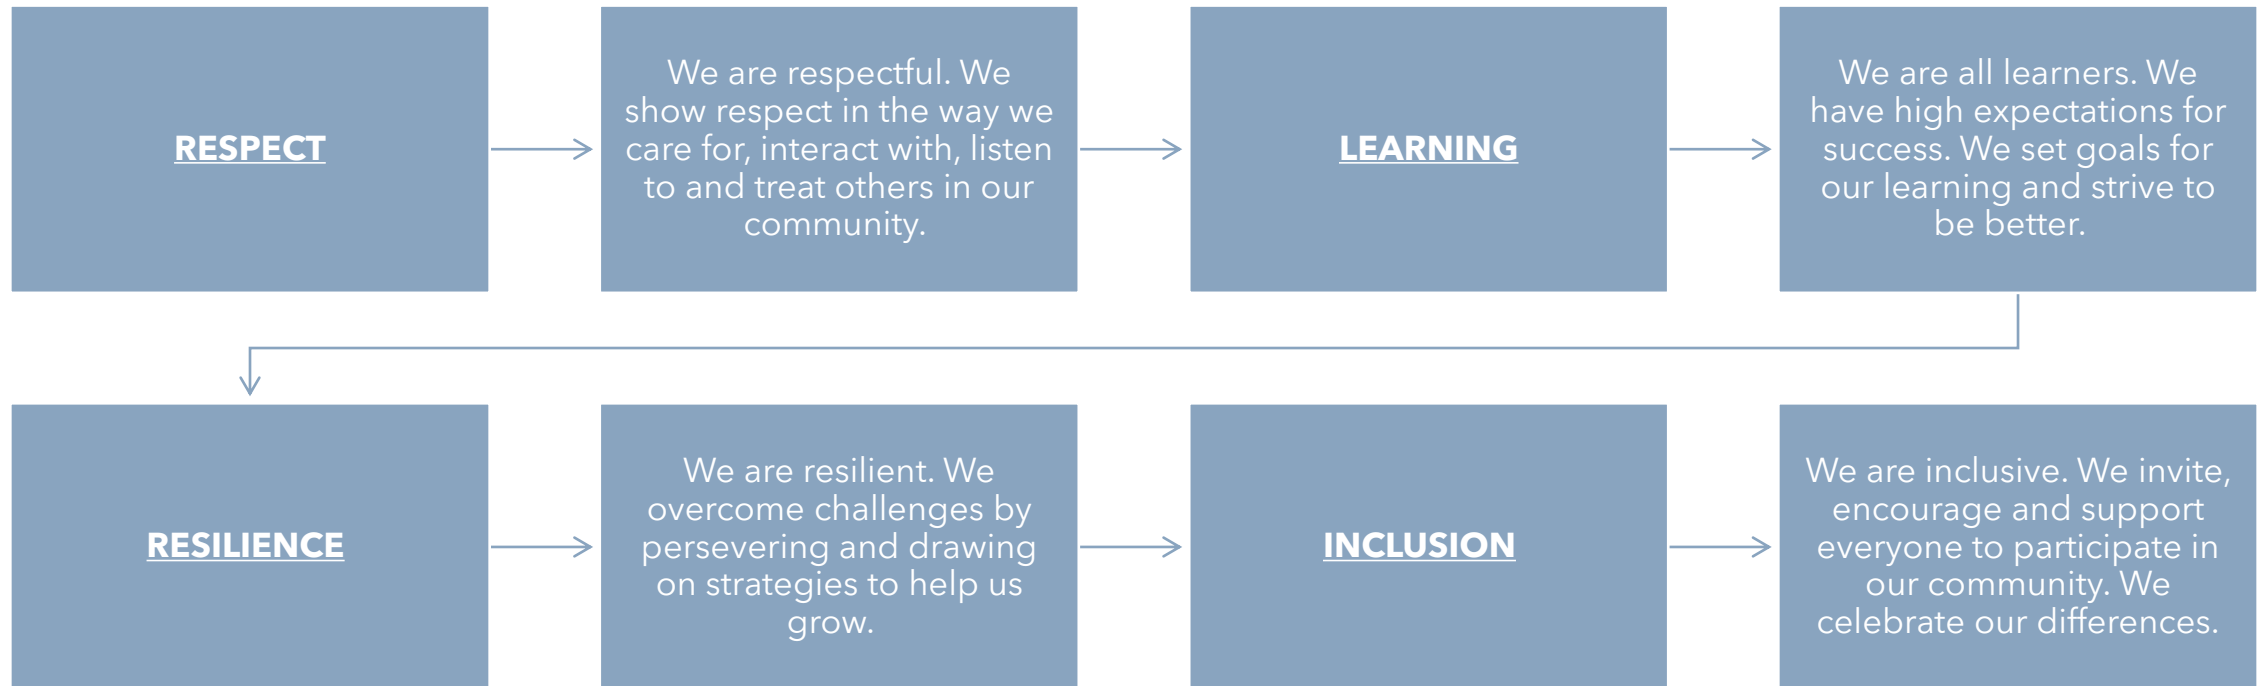 RESPECT
We are respectful. We
show respect in the way we
care for, interact with, listen
to and treat others in our
community.
LEARNING
We are all learners. We
have high expectations for
success. We set goals for
our learning and strive to
be better.
RESILIENCE
We are resilient. We
overcome challenges by
persevering and drawing
on strategies to help us
grow.
INCLUSION
We are inclusive. We invite,
encourage and support
everyone to participate in
our community. We
celebrate our differences.